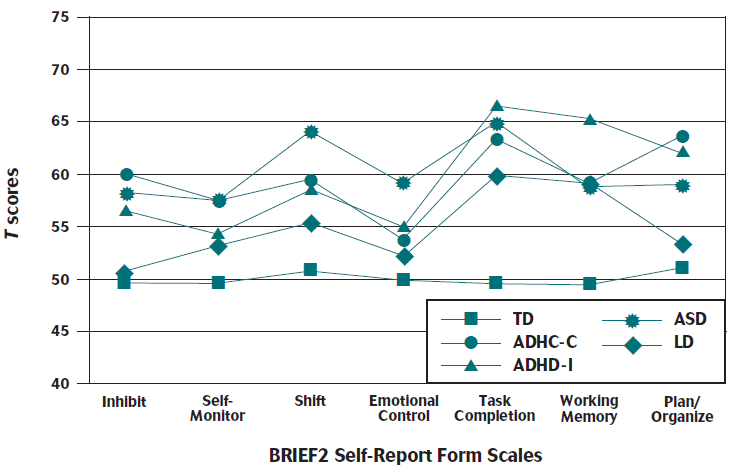 75
70
65
60
55
50
45
40
T scores
TD
ADHC-C
ADHD-I
ASD
LD
Inhibit
Self-
Monitor
Shift
Emotional
Control
Task
Completion
Working
Memory
Plan/
Organize
BRIEF2 Self-Report Form Scales